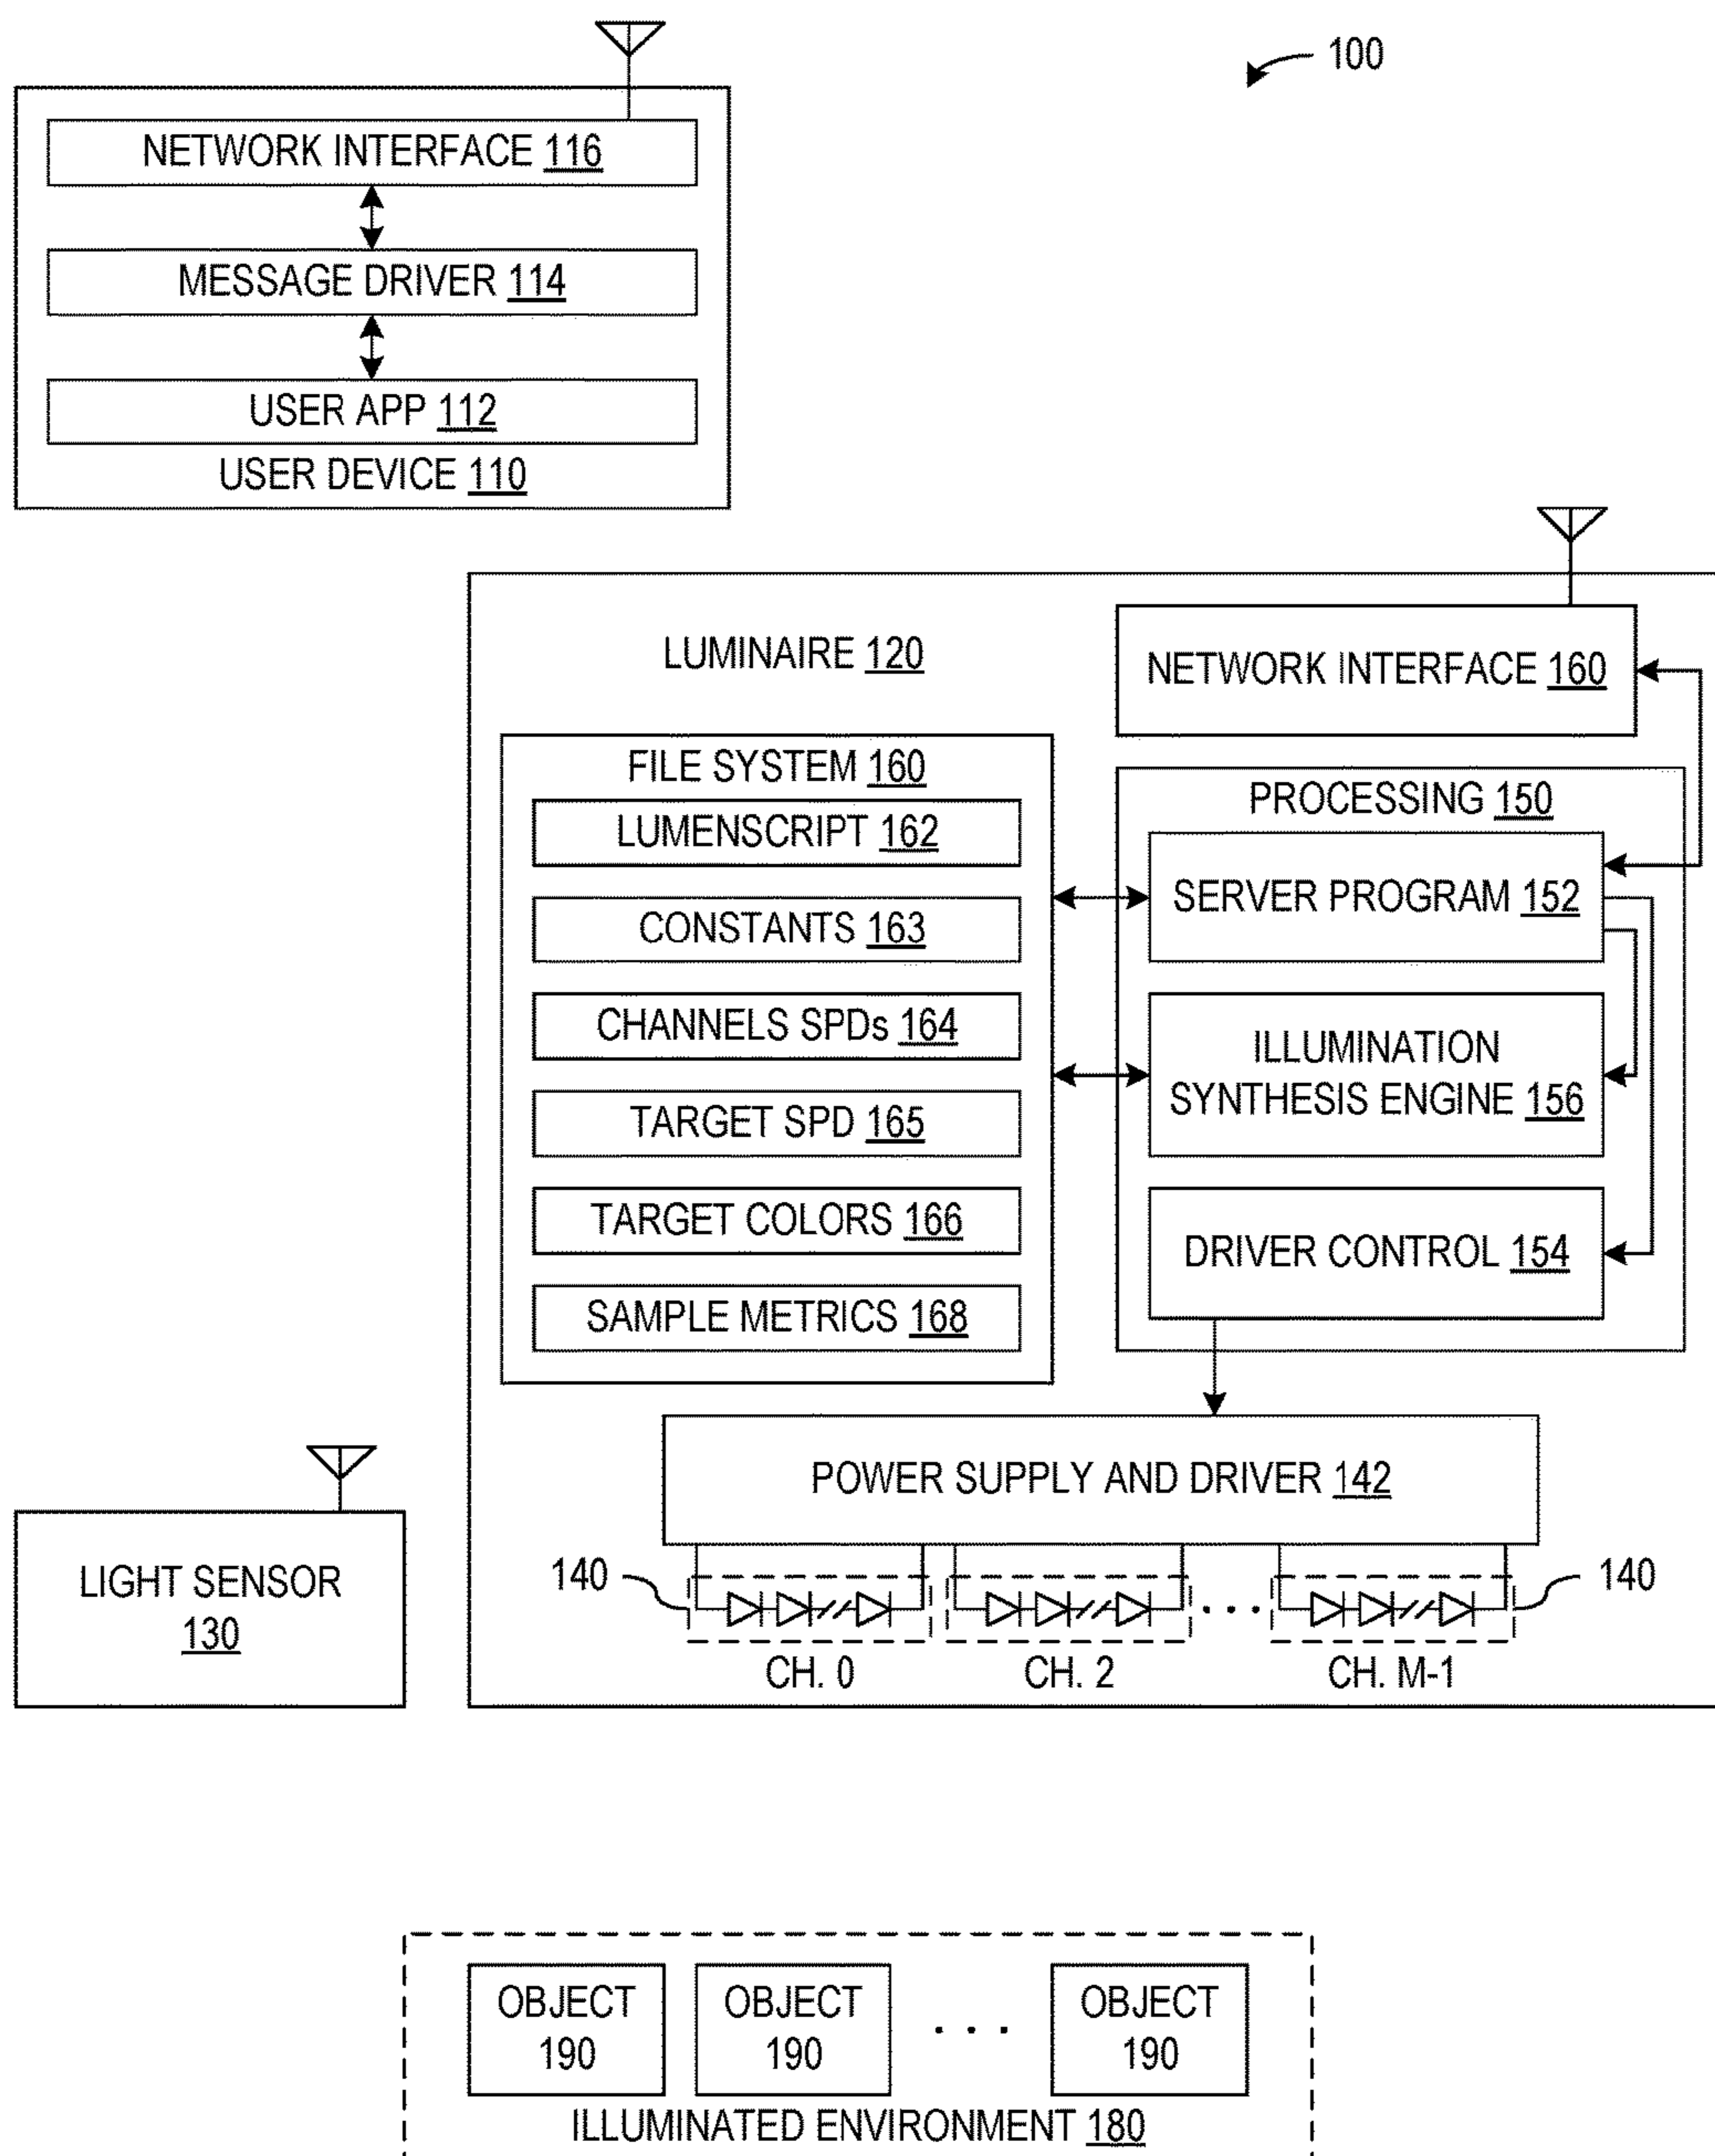 100
NETWORK INTERFACE 116
MESSAGE DRIVER 114
USER APP 112
USER DEVICE 110
LUMINAIRE 120
NETWORK INTERFACE 160
FILE SYSTEM 160
LUMENSCRIPT 162
CONSTANTS 163
CHANNELS SPDs 164
TARGET SPD 165
TARGET COLORS 166
SAMPLE METRICS 168
PROCESSING 150
SERVER PROGRAM 152
ILLUMINATION
SYNTHESIS ENGINE 156
DRIVER CONTROL 154
POWER SUPPLY AND DRIVER 142
LIGHT SENSOR
130
140
140
CH. 0
CH. 2
. . .
CH. M-1
OBJECT
190
OBJECT
190
. . .
OBJECT
190
ILLUMINATED ENVIRONMENT 180